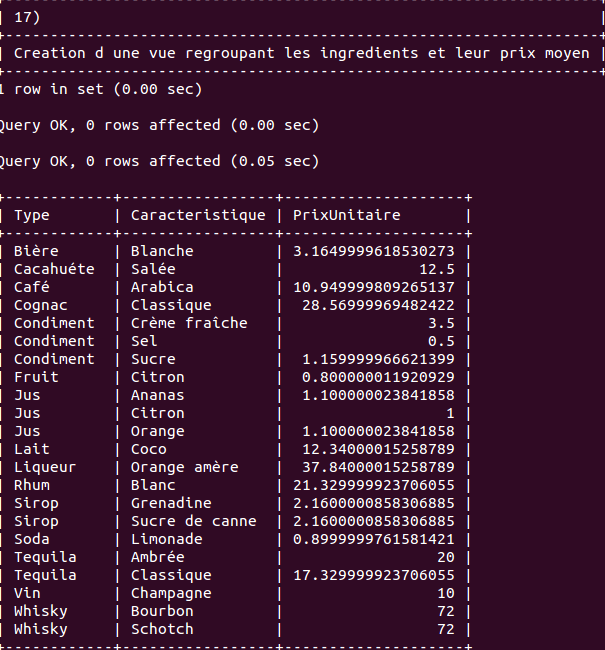 +-----------------------------------------------------------------+
| 17)                                                             |
+-----------------------------------------------------------------+
| Creation d une vue regroupant les ingredients et leur prix moyen |
+-----------------------------------------------------------------+
1 row in set (0.00 sec)
Query OK, 0 rows affected (0.00 sec)
Query OK, 0 rows affected (0.05 sec)
+------------+-----------------+--------------------+
| Type       | Caracteristique | PrixUnitaire       |
+------------+-----------------+--------------------+
| Bière      | Blanche         | 3.1649999618530273 |
| Cacahuéte  | Salée           |               12.5 |
| Café       | Arabica         | 10.949999809265137 |
| Cognac     | Classique       |  28.56999969482422 |
| Condiment  | Crème fraîche   |                3.5 |
| Condiment  | Sel             |                0.5 |
| Condiment  | Sucre           |  1.159999966621399 |
| Fruit      | Citron          |  0.800000011920929 |
| Jus        | Ananas          |  1.100000023841858 |
| Jus        | Citron          |                  1 |
| Jus        | Orange          |  1.100000023841858 |
| Lait       | Coco            |  12.34000015258789 |
| Liqueur    | Orange amère    |  37.84000015258789 |
| Rhum       | Blanc           | 21.329999923706055 |
| Sirop      | Grenadine       | 2.1600000858306885 |
| Sirop      | Sucre de canne  | 2.1600000858306885 |
| Soda       | Limonade        | 0.8999999761581421 |
| Tequila    | Ambrée          |                 20 |
| Tequila    | Classique       | 17.329999923706055 |
| Vin        | Champagne       |                 10 |
| Whisky     | Bourbon         |                 72 |
| Whisky     | Schotch         |                 72 |
+------------+-----------------+--------------------+